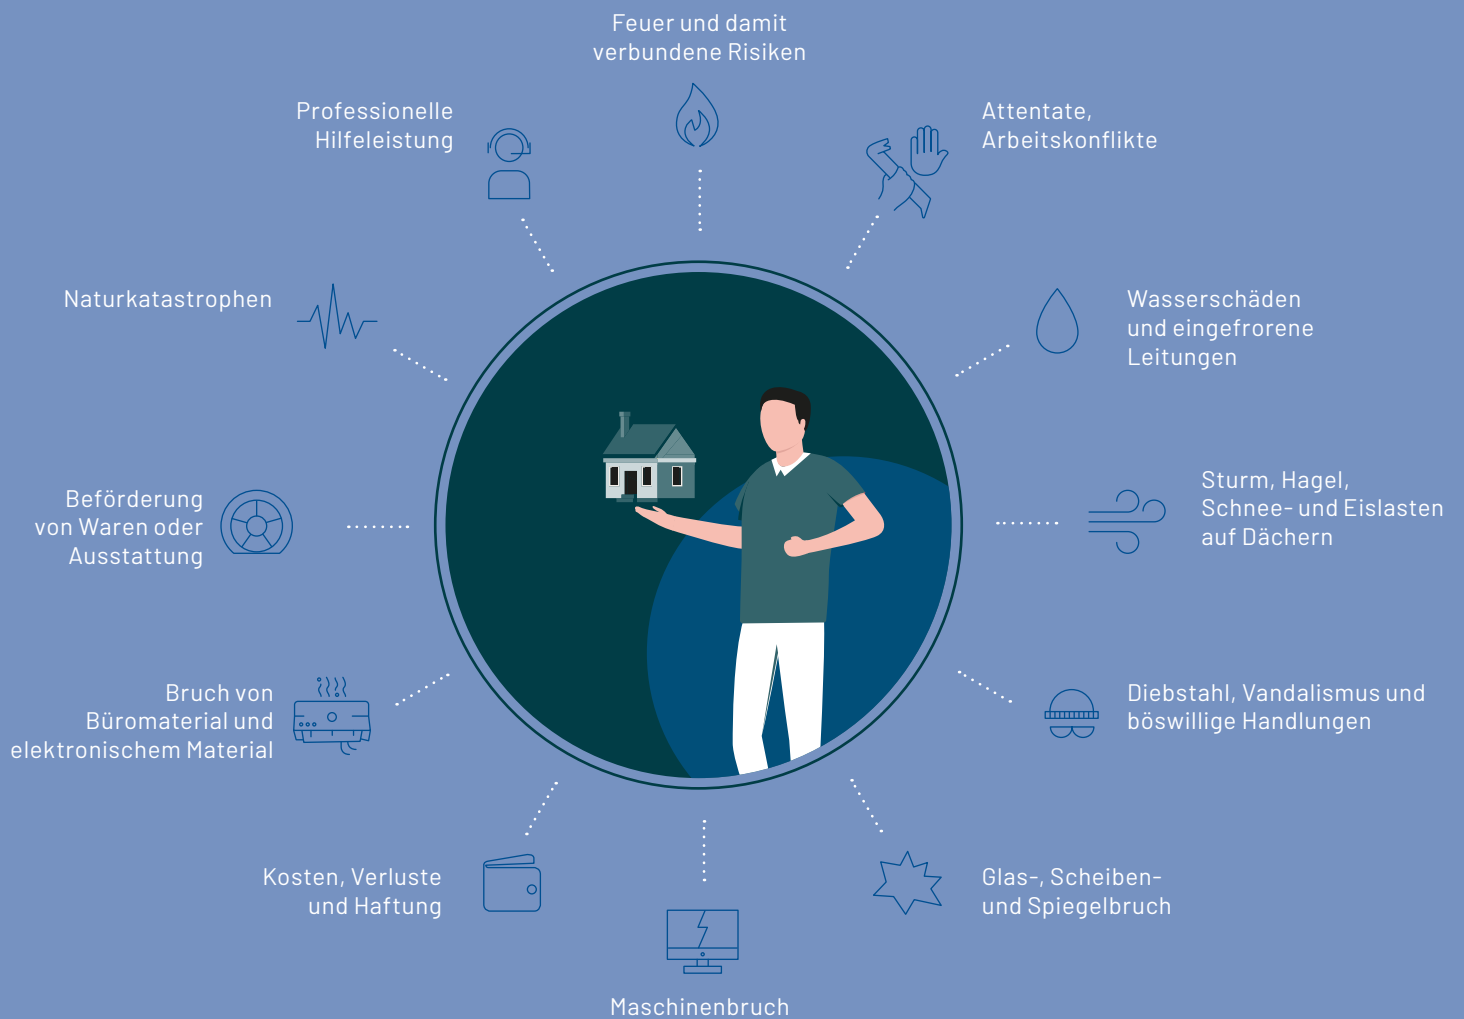 Feuer und damit
verbundene Risiken
Attentate,
Arbeitskonflikte
Wasserschäden
und eingefrorene
Leitungen
Sturm, Hagel,
Schnee- und Eislasten
auf Dächern
Diebstahl, Vandalismus und
böswillige Handlungen
Glas-, Scheiben-
und Spiegelbruch
Maschinenbruch
Kosten, Verluste
und Haftung
Bruch von
Büromaterial und
elektronischem Material
Beförderung
von Waren oder
Ausstattung
Naturkatastrophen
Professionelle
Hilfeleistung